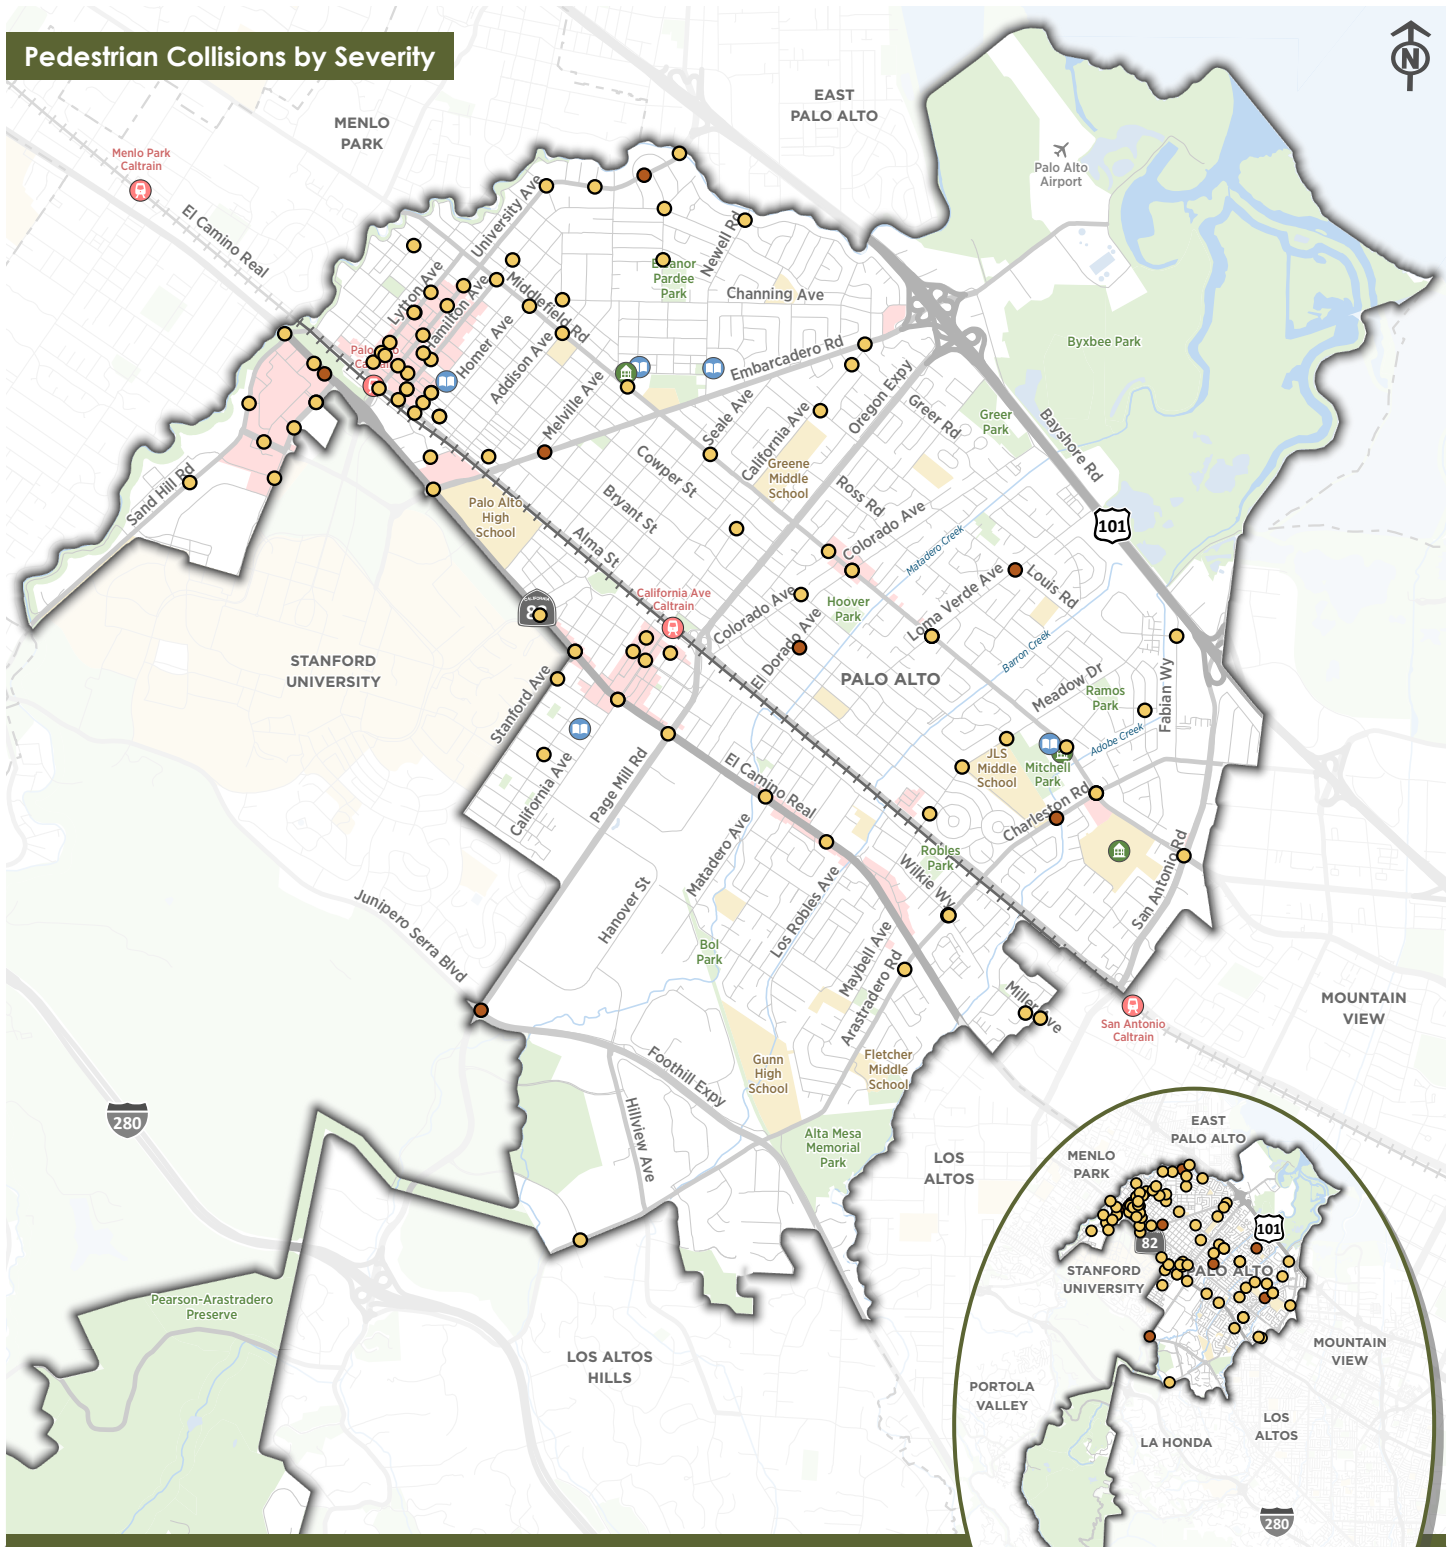 Pedestrian Collisions by Severity
N
MENLO
PARK
EAST
PALO ALTO
Menlo Park
Caltrain
El Camino Real
Palo Alto
Airport
University Ave
Newell Rd
Lytton Ave
Hamilton Ave
Middlefield Rd
Eleanor
Pardee
Park
Channing Ave
Homer Ave
Addison Ave
Palo Alto
Caltrain
Byxbee Park
Embarcadero Rd
Melville Ave
Seale Ave
California Ave
Oregon Expy
Greer Rd
Greer
Park
Bayshore Rd
Cowper St
Greene
Middle
School
Ross Rd
Sand Hill Rd
Palo Alto
High
School
Bryant St
Alma St
Colorado Ave
Matadero Creek
101
California Ave
Caltrain
CALIFORNIA
Colorado Ave
Hoover
Park
Loma Verde Ave
Louis Rd
El Dorado Ave
Barron Creek
STANFORD
UNIVERSITY
PALO ALTO
Meadow Dr
Ramos
Park
Fabian Wy
Stanford Ave
Adobe Creek
JLS
Middle
School
Mitchell
Park
California Ave
Page Mill Rd
El Camino Real
Charleston Rd
Matadero Ave
Robles
Park
Wilkie Wy
San Antonio Rd
Junipero Serra Blvd
Hanover St
Los Robles Ave
Bol
Park
Maybell Ave
Arastradero Rd
Miller Ave
San Antonio
Caltrain
MOUNTAIN
VIEW
Foothill Expy
Gunn
High
School
Fletcher
Middle
School
280
Hillview Ave
Alta Mesa
Memorial
Park
LOS
ALTOS
Pearson-Arastradero
Preserve
LOS ALTOS
HILLS
EAST
PALO ALTO
MENLO
PARK
101
82
STANFORD
UNIVERSITY
PALO ALTO
MOUNTAIN
VIEW
PORTOLA
VALLEY
LOS
ALTOS
LA HONDA
280